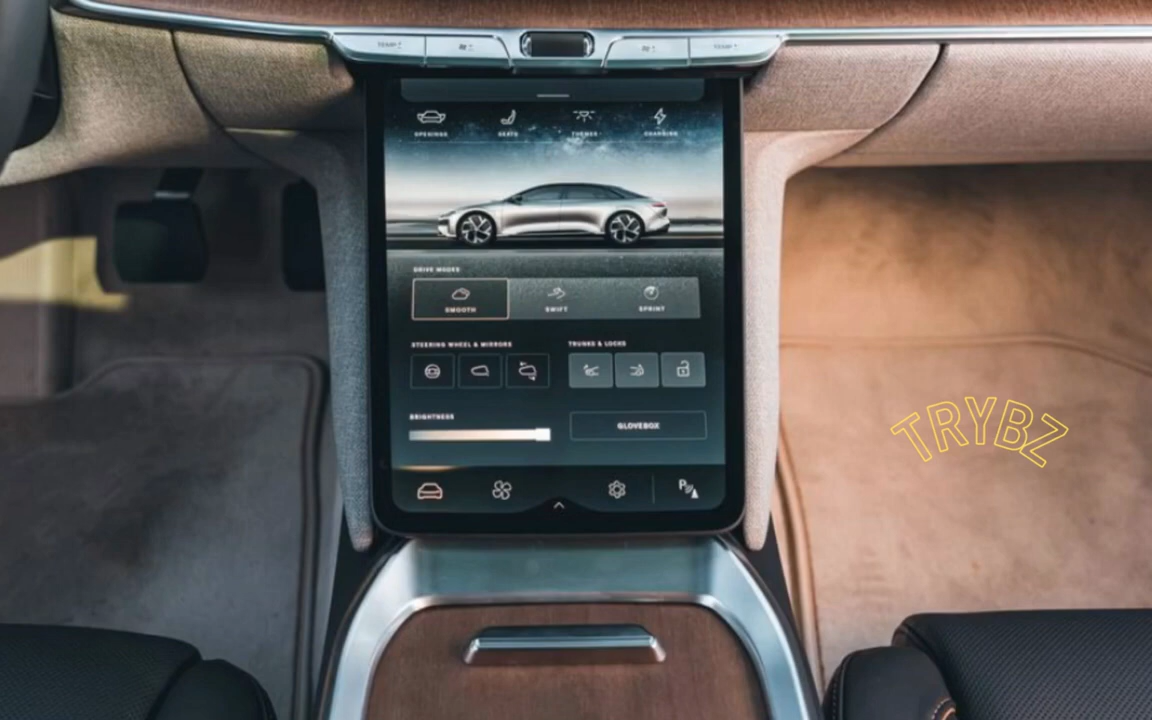 TEMP TEMP
OPENINGS SEATS THEMES CHARGING
DRIVE MODES
SMOOTH SWIFT SPRINT
STEERING WHEEL & MIRRORS TRUNKS & LOCKS
BRIGHTNESS
GLOVEBOX
P
TRYBZ